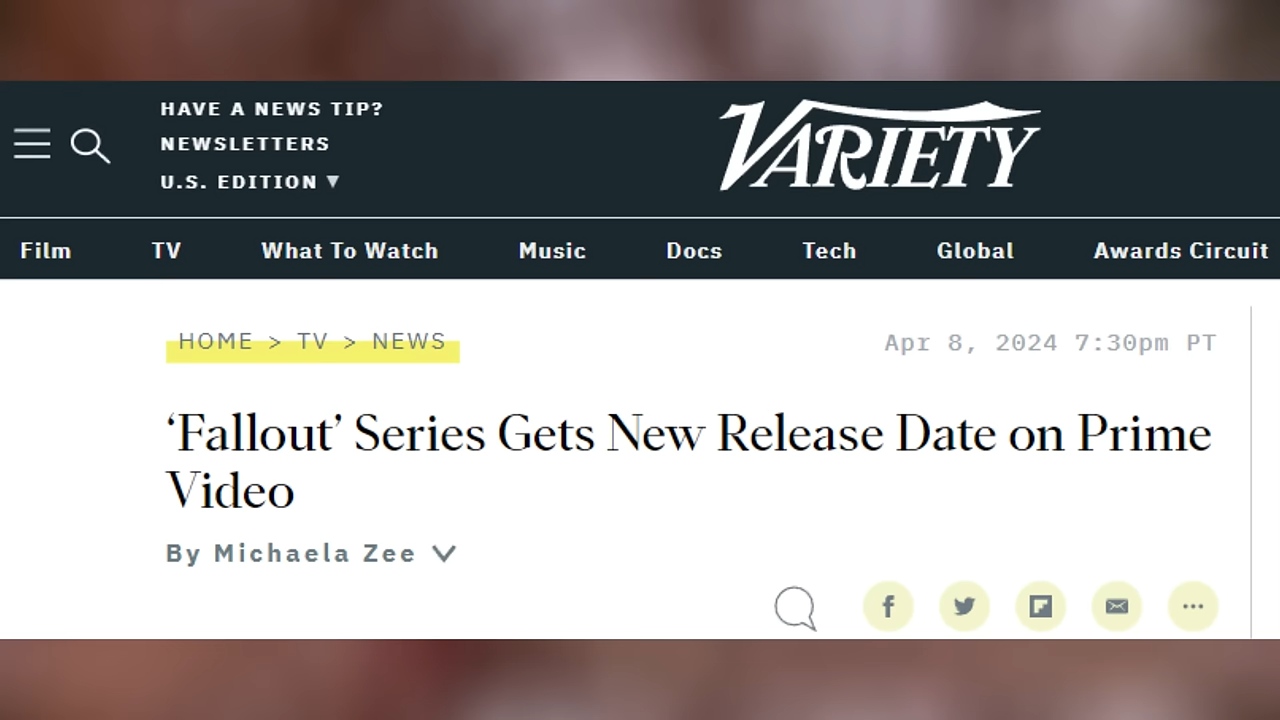 HAVE A NEWS TIP?
NEWSLETTERS
U.S. EDITION ▼
VARIETY
Film TV What To Watch Music Docs Tech Global Awards Circuit
HOME > TV > NEWS
Apr 8, 2024 7:30pm PT
‘Fallout’ Series Gets New Release Date on Prime
Video
By Michaela Zee